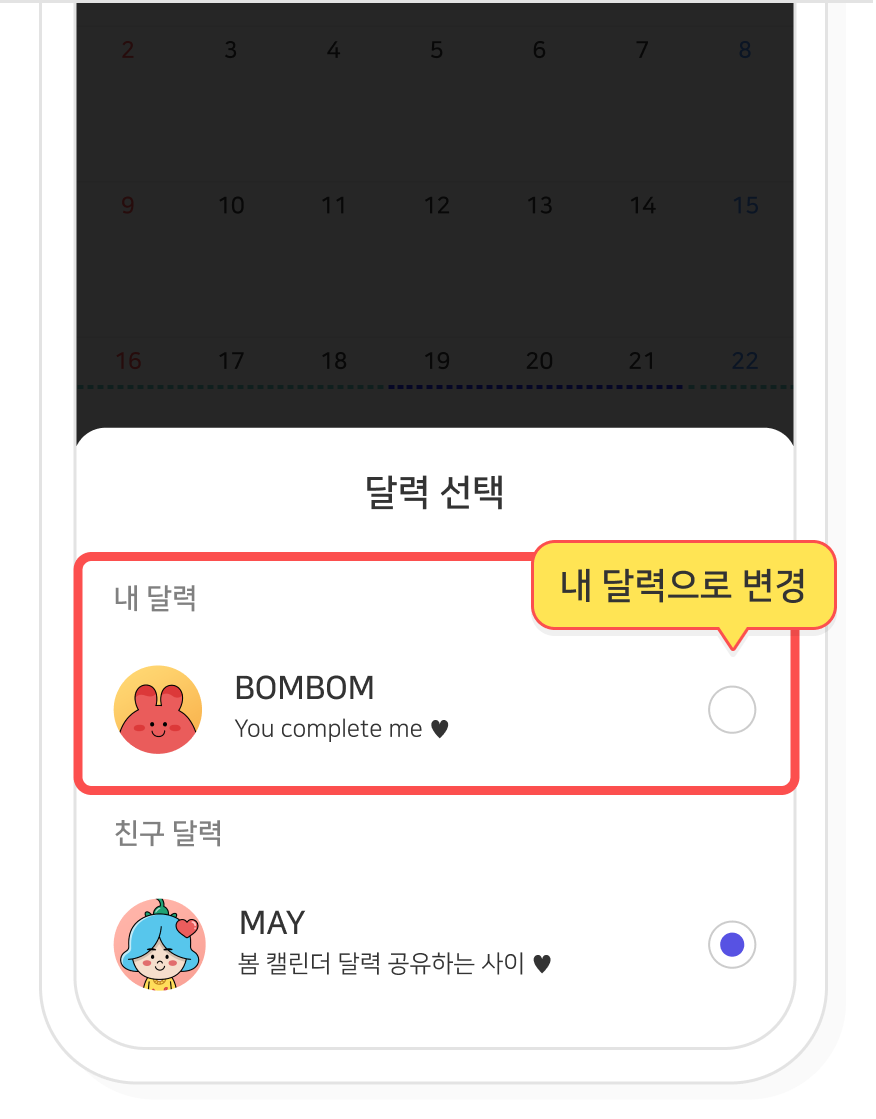 2 3 4 5 6 7 8
9 10 11 12 13 14 15
16 17 18 19 20 21 22
달력 선택
내 달력으로 변경
내 달력
BOMBOM
You complete me ♥
친구 달력
MAY
봄 캘린더 달력 공유하는 사이 ♥